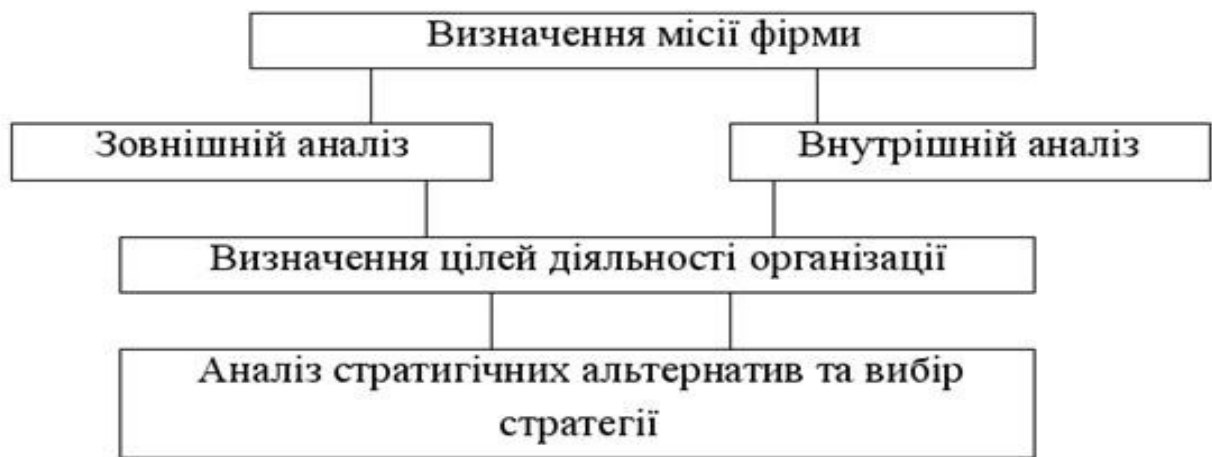 Визначення місії фірми
Зовнішній аналіз
Внутрішній аналіз
Визначення цілей діяльності організації
Аналіз стратигічних альтернатив та вибір
стратегії